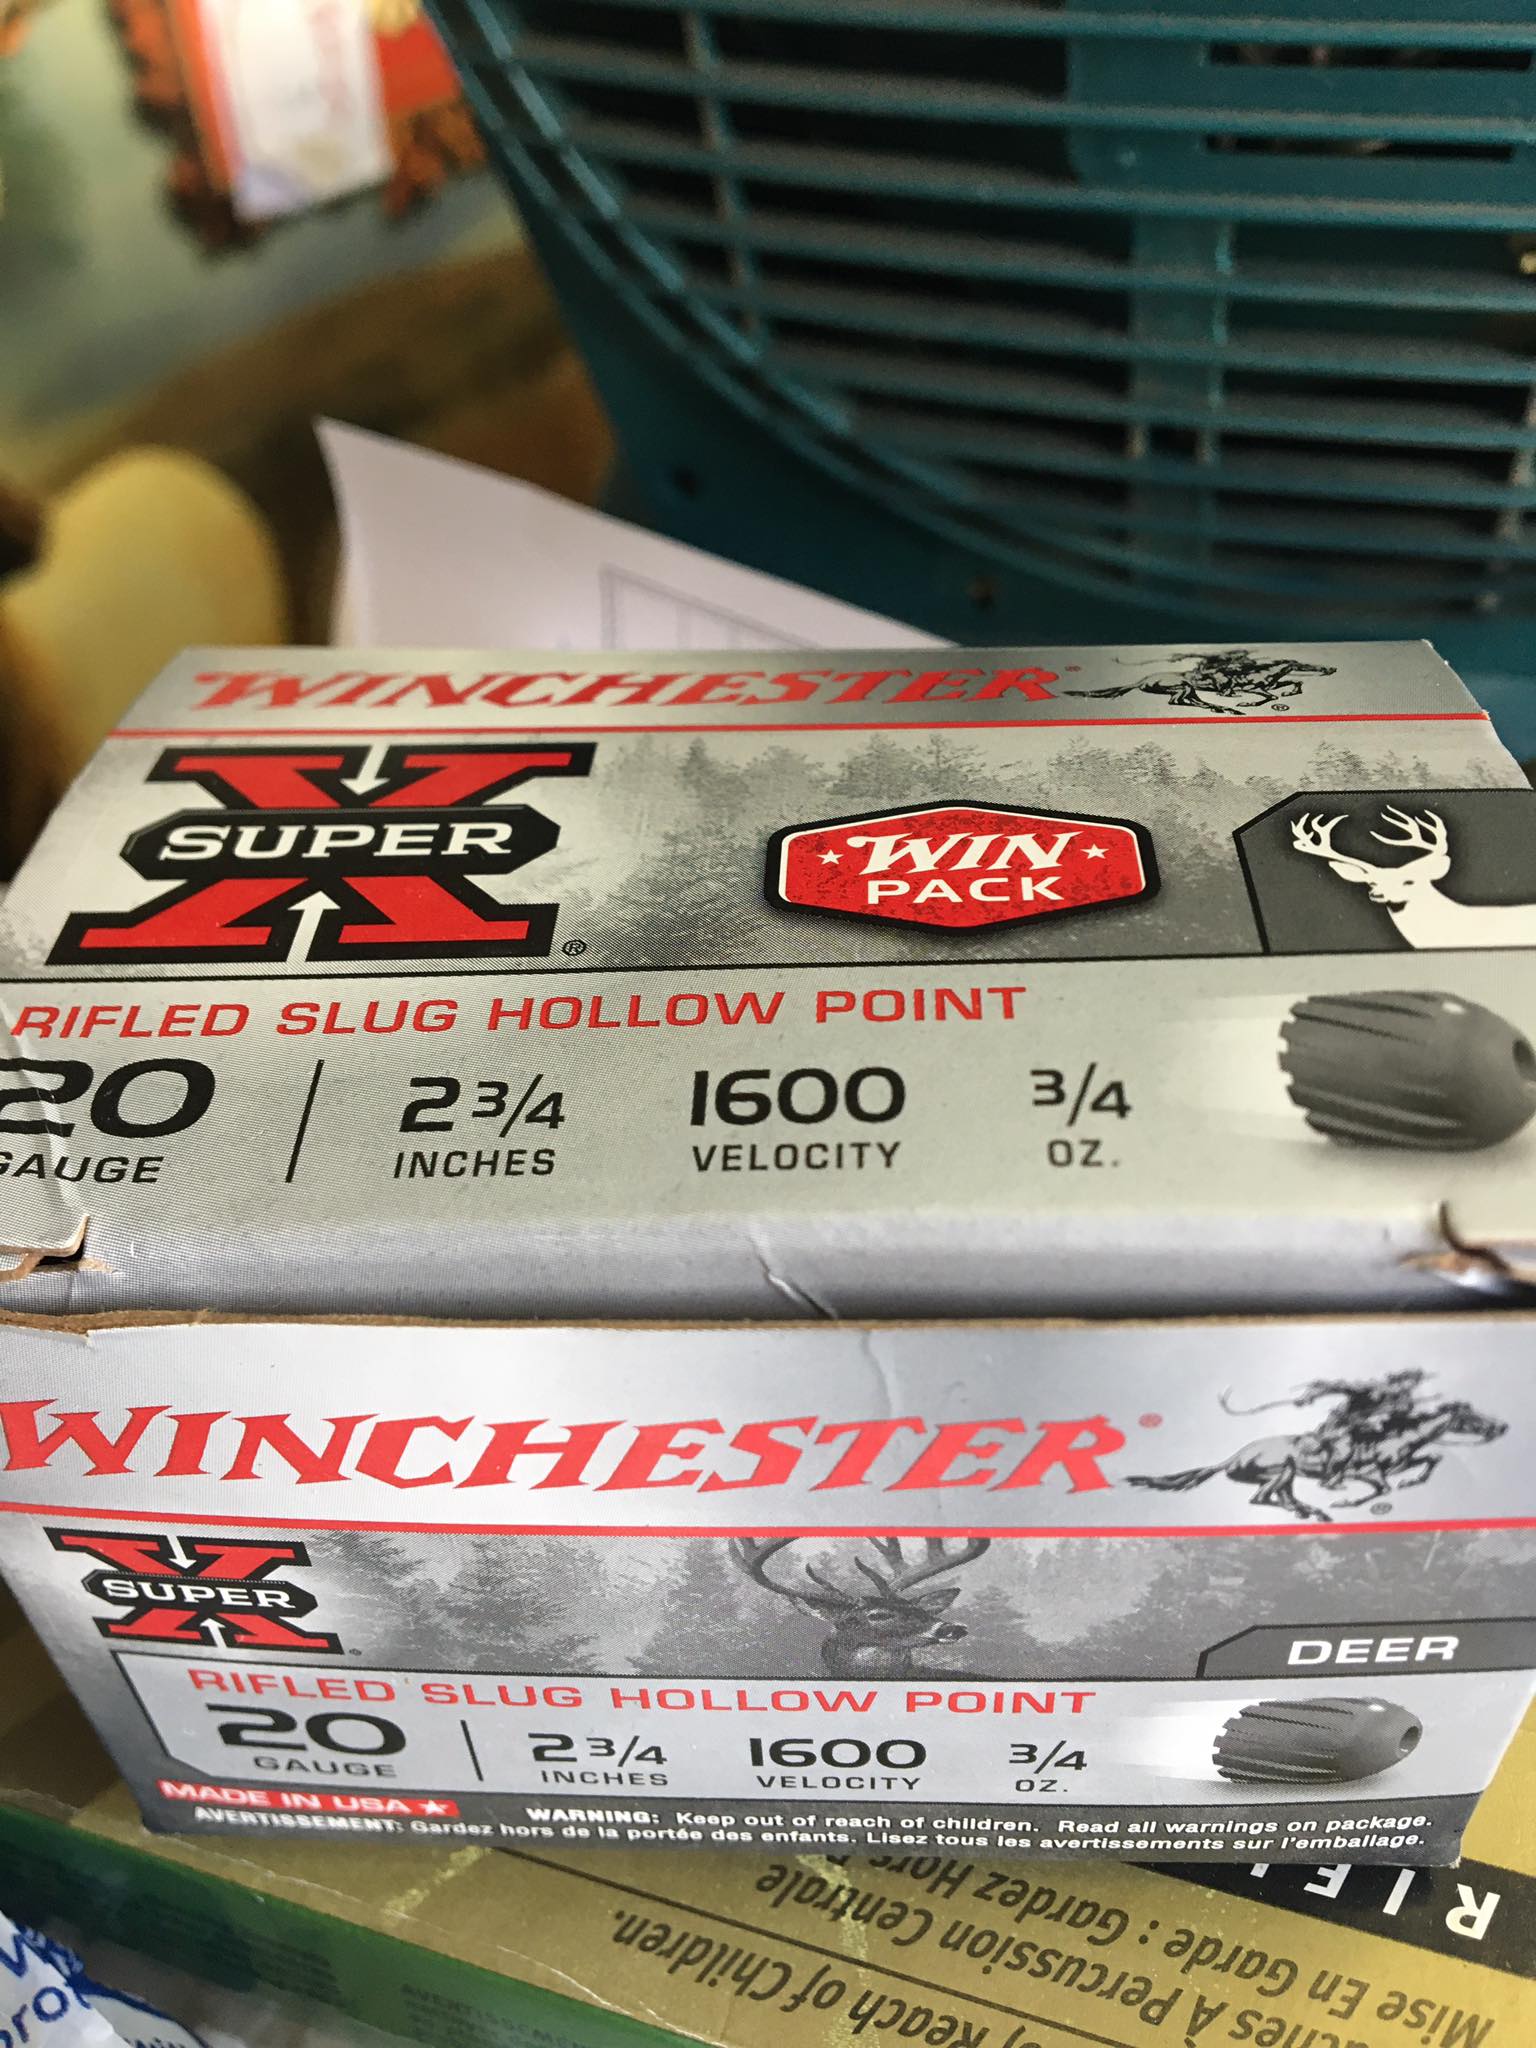 WINCHESTER®
®
SUPER X
®
WIN
PACK
RIFLED SLUG HOLLOW POINT
20 2 3/4 1600 3/4
GAUGE INCHES VELOCITY OZ.
WINCHESTER®
®
SUPER X
DEER
RIFLED SLUG HOLLOW POINT
20 2 3/4 1600 3/4
GAUGE INCHES VELOCITY OZ.
MADE IN USA
WARNING: Keep out of reach of children. Read all warnings on package.
AVERTISSEMENT: Gardez hors de la portée des enfants. Lisez tous les avertissements sur l'emballage.
Reach of Children.
À Percussion Centrale
Mise En Garde : Gardez Hors